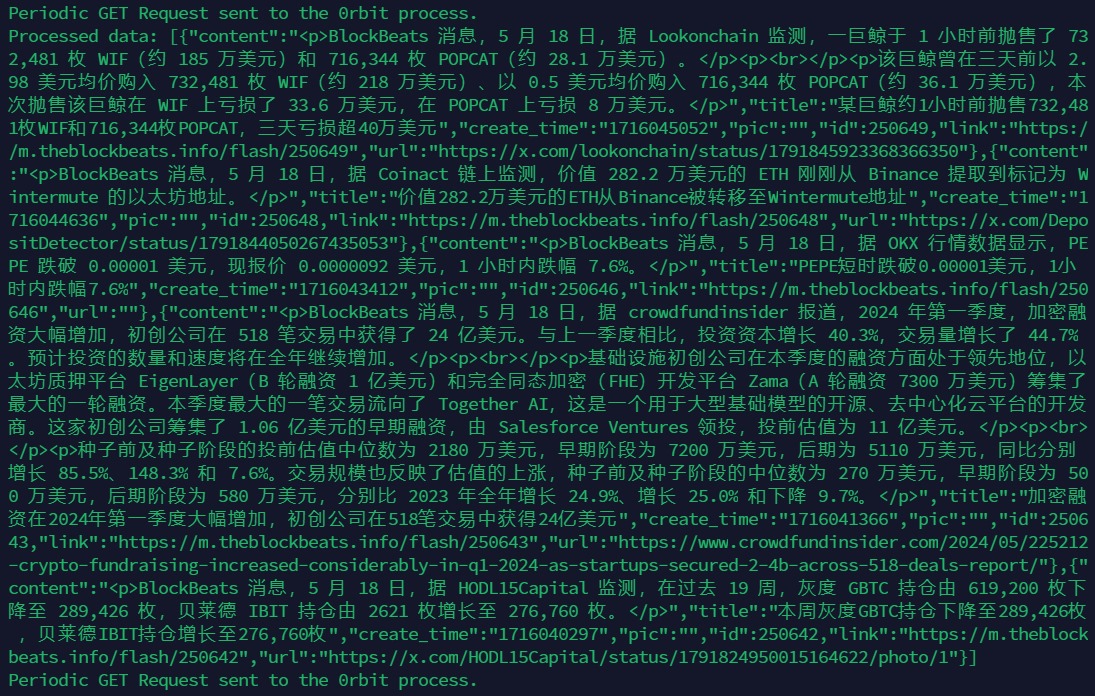 Periodic GET Request sent to the 0rbit process.
Processed data: [{"content":"<p>BlockBeats 消息，5 月 18 日，据 Lookonchain 监测，一巨鲸于 1 小时前抛售了 73
2,481 枚 WIF（约 185 万美元）和 716,344 枚 POPCAT（约 28.1 万美元）。</p><p><br></p><p>该巨鲸曾在三天前以 2.
98 美元均价购入 732,481 枚 WIF（约 218 万美元）、以 0.5 美元均价购入 716,344 枚 POPCAT（约 36.1 万美元），本
次抛售该巨鲸在 WIF 上亏损了 33.6 万美元，在 POPCAT 上亏损 8 万美元。</p>","title":"某巨鲸约1小时前抛售732,48
1枚WIF和716,344枚POPCAT，三天亏损超40万美元","create_time":"1716045052","pic":"","id":250649,"link":"https:/
/m.theblockbeats.info/flash/250649","url":"https://x.com/lookonchain/status/1791845923368366350"},{"content"
:"<p>BlockBeats 消息，5 月 18 日，据 Coinact 链上监测，价值 282.2 万美元的 ETH 刚刚从 Binance 提取到标记为 W
intermute 的以太坊地址。</p>","title":"价值282.2万美元的ETH从Binance被转移至Wintermute地址","create_time":"1
716044636","pic":"","id":250648,"link":"https://m.theblockbeats.info/flash/250648","url":"https://x.com/Depo
sitDetector/status/1791844050267435053"},{"content":"<p>BlockBeats 消息，5 月 18 日，据 OKX 行情数据显示，PE
PE 跌破 0.00001 美元，现报价 0.0000092 美元，1 小时内跌幅 7.6%。</p>","title":"PEPE短时跌破0.00001美元，1小
时内跌幅7.6%","create_time":"1716043412","pic":"","id":250646,"link":"https://m.theblockbeats.info/flash/250
646","url":""},{"content":"<p>BlockBeats 消息，5 月 18 日，据 crowdfundinsider 报道，2024 年第一季度，加密融
资大幅增加，初创公司在 518 笔交易中获得了 24 亿美元。与上一季度相比，投资资本增长 40.3%，交易量增长了 44.7%
。预计投资的数量和速度将在全年继续增加。</p><p><br></p><p>基础设施初创公司在本季度的融资方面处于领先地位，以
太坊质押平台 EigenLayer（B 轮融资 1 亿美元）和完全同态加密（FHE）开发平台 Zama（A 轮融资 7300 万美元）筹集了
最大的一轮融资。本季度最大的一笔交易流向了 Together AI，这是一个用于大型基础模型的开源、去中心化云平台的开发
商。这家初创公司筹集了 1.06 亿美元的早期融资，由 Salesforce Ventures 领投，投前估值为 11 亿美元。</p><p><br>
</p><p>种子前及种子阶段的投前估值中位数为 2180 万美元，早期阶段为 7200 万美元，后期为 5110 万美元，同比分别
增长 85.5%、148.3% 和 7.6%。交易规模也反映了估值的上涨，种子前及种子阶段的中位数为 270 万美元，早期阶段为 50
0 万美元，后期阶段为 580 万美元，分别比 2023 年全年增长 24.9%、增长 25.0% 和下降 9.7%。</p>","title":"加密融
资在2024年第一季度大幅增加，初创公司在518笔交易中获得24亿美元","create_time":"1716041366","pic":"","id":2506
43,"link":"https://m.theblockbeats.info/flash/250643","url":"https://www.crowdfundinsider.com/2024/05/225212
-crypto-fundraising-increased-considerably-in-q1-2024-as-startups-secured-2-4b-across-518-deals-report/"},{"
content":"<p>BlockBeats 消息，5 月 18 日，据 HODL15Capital 监测，在过去 19 周，灰度 GBTC 持仓由 619,200 枚下
降至 289,426 枚，贝莱德 IBIT 持仓由 2621 枚增长至 276,760 枚。</p>","title":"本周灰度GBTC持仓下降至289,426枚
，贝莱德IBIT持仓增长至276,760枚","create_time":"1716040297","pic":"","id":250642,"link":"https://m.theblock
beats.info/flash/250642","url":"https://x.com/HODL15Capital/status/1791824950015164622/photo/1"}]
Periodic GET Request sent to the 0rbit process.